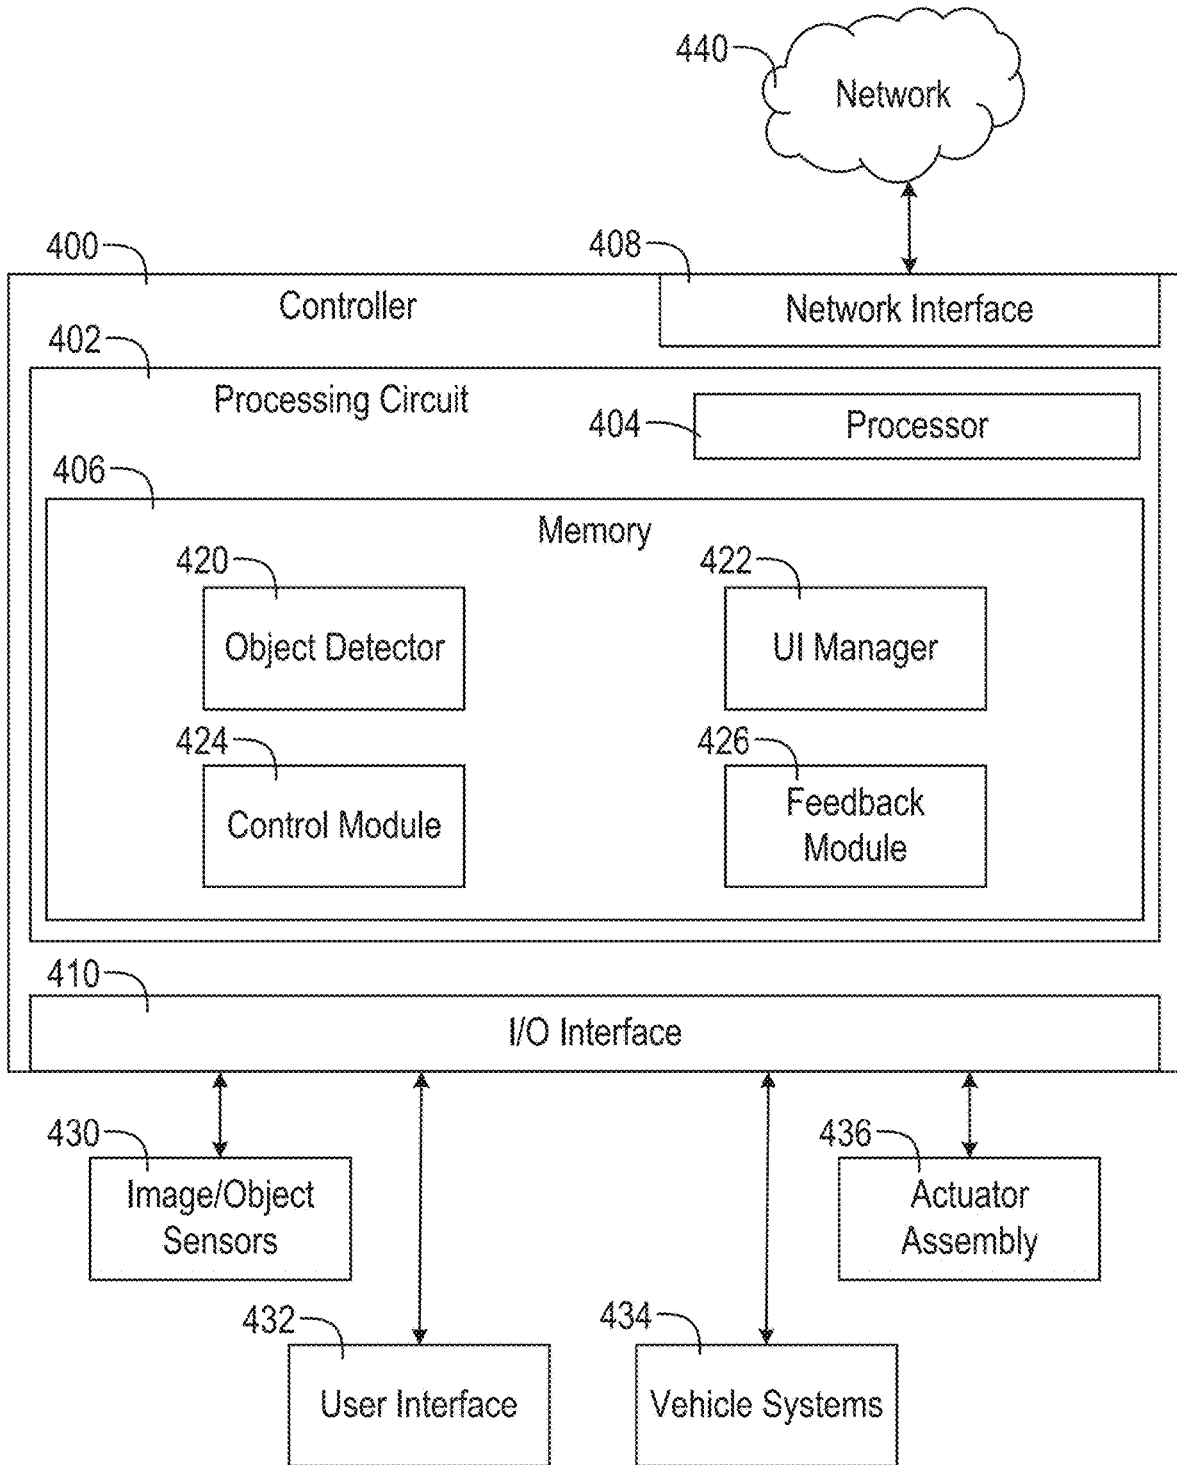 440
Network
400
408
Controller
Network Interface
402
Processing Circuit
404
Processor
406
Memory
420
422
Object Detector
UI Manager
424
426
Control Module
Feedback
Module
410
I/O Interface
430
436
Image/Object
Sensors
Actuator
Assembly
432
434
User Interface
Vehicle Systems